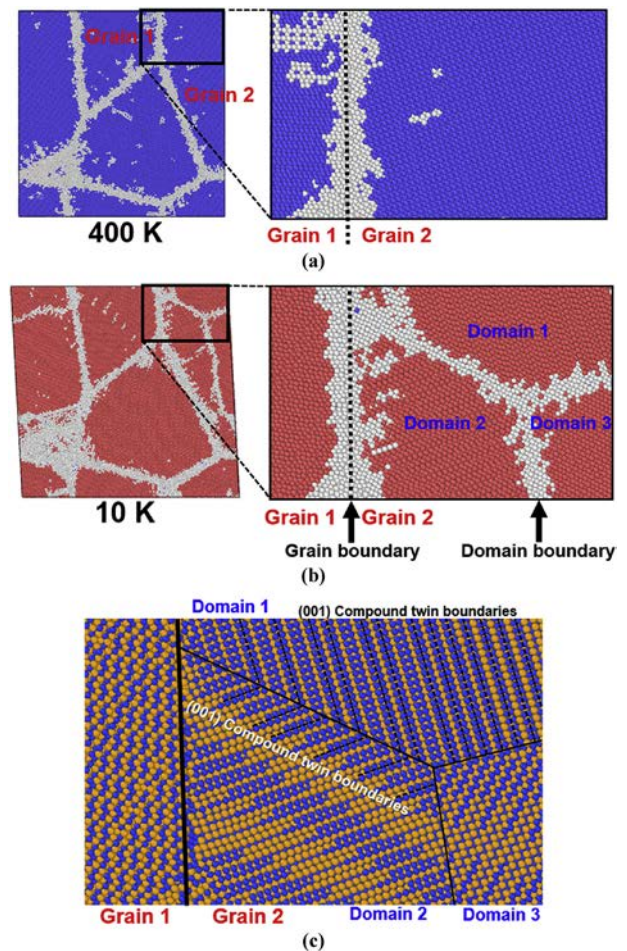 Grain 1
Grain 2
400 K
Grain 1 Grain 2
(a)
Domain 1
Domain 2
Domain 3
10 K
Grain 1 Grain 2
Grain boundary
Domain boundary
(b)
Domain 1
(001) Compound twin boundaries
(001) Compound twin boundaries
Grain 1 Grain 2 Domain 2 Domain 3
(c)